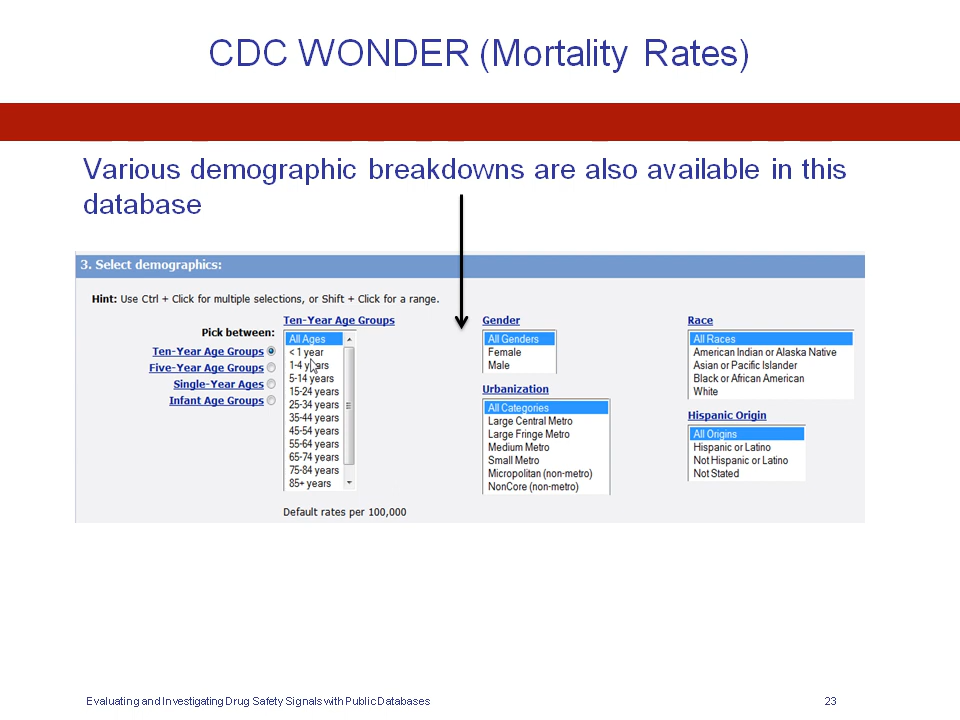 CDC WONDER (Mortality Rates)
Various demographic breakdowns are also available in this
database
3. Select demographics:
Hint: Use Ctrl + Click for multiple selections, or Shift + Click for a range.
Pick between:
Ten-Year Age Groups
Five-Year Age Groups
Single-Year Ages
Infant Age Groups
Ten-Year Age Groups
All Ages
< 1 year
1-4 years
5-14 years
15-24 years
25-34 years
35-44 years
45-54 years
55-64 years
65-74 years
75-84 years
85+ years
Default rates per 100,000
Gender
All Genders
Female
Male
Urbanization
All Categories
Large Central Metro
Large Fringe Metro
Medium Metro
Small Metro
Micropolitan (non-metro)
NonCore (non-metro)
Race
All Races
American Indian or Alaska Native
Asian or Pacific Islander
Black or African American
White
Hispanic Origin
All Origins
Hispanic or Latino
Not Hispanic or Latino
Not Stated
Evaluating and Investigating Drug Safety Signals with Public Databases
23